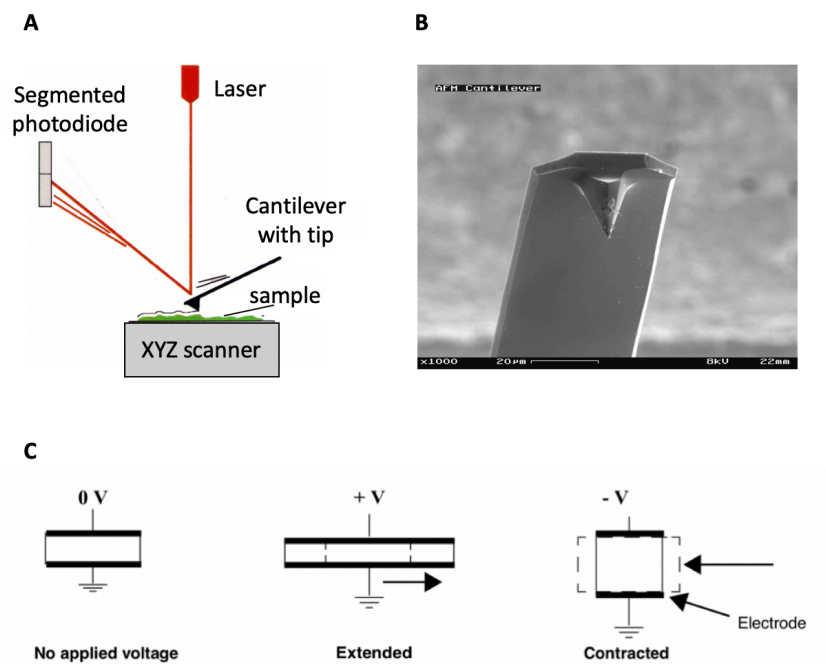 A
B
Segmented
photodiode
Laser
Cantilever
with tip
sample
XYZ scanner
AFM Cantilever
x1000 20µm 8kV 22mm
C
0 V
+ V
- V
Electrode
No applied voltage
Extended
Contracted